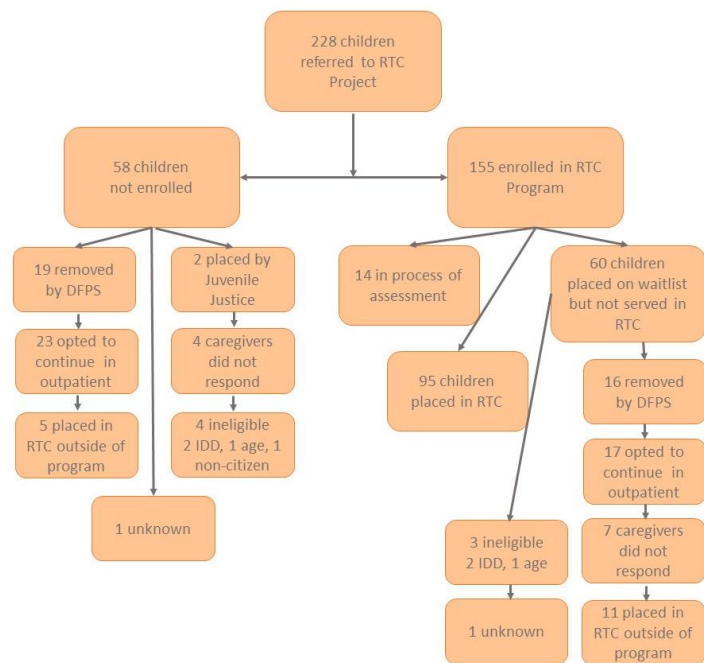 228 children
referred to RTC
Project
58 children
not enrolled
155 enrolled in RTC
Program
19 removed
by DFPS
2 placed by
Juvenile
Justice
14 in process of
assessment
60 children
placed on waitlist
but not served in
RTC
23 opted to
continue in
outpatient
4 caregivers
did not
respond
95 children
placed in RTC
16 removed
by DFPS
5 placed in
RTC outside of
program
4 ineligible
2 IDD, 1 age, 1
non-citizen
17 opted to
continue in
outpatient
1 unknown
3 ineligible
2 IDD, 1 age
7 caregivers
did not
respond
1 unknown
11 placed in
RTC outside of
program